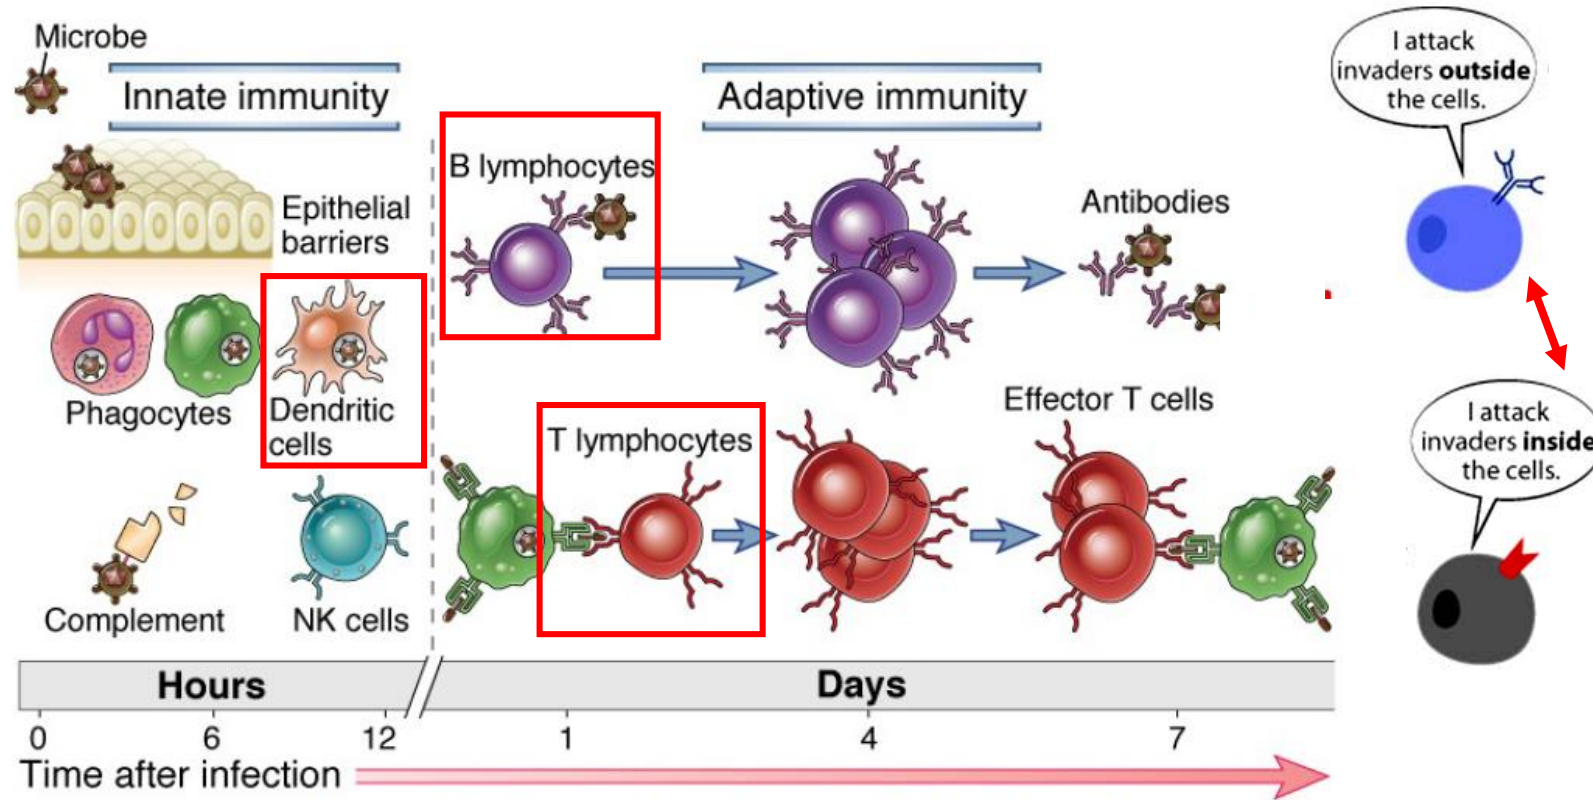 Microbe
Innate immunity
Adaptive immunity
I attack
invaders outside
the cells.
B lymphocytes
Epithelial
barriers
Antibodies
Phagocytes
Dendritic
cells
T lymphocytes
Effector T cells
I attack
invaders inside
the cells.
Complement
NK cells
Hours
Days
0
6
12
1
4
7
Time after infection